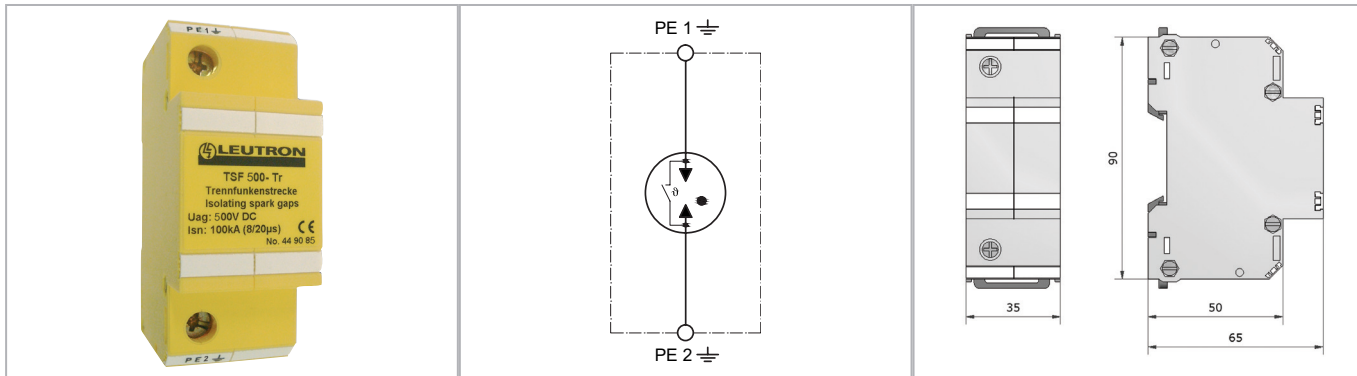 PE1
LEUTRON
TSF 500-Tr
Trennfunkenstrecke
Isolating spark gaps
Uag: 500V DC
Isn: 100kA (8/20µs) CE
No. 44 90 85
PE2
PE 1
ϑ
PE 2
90
35
50
65